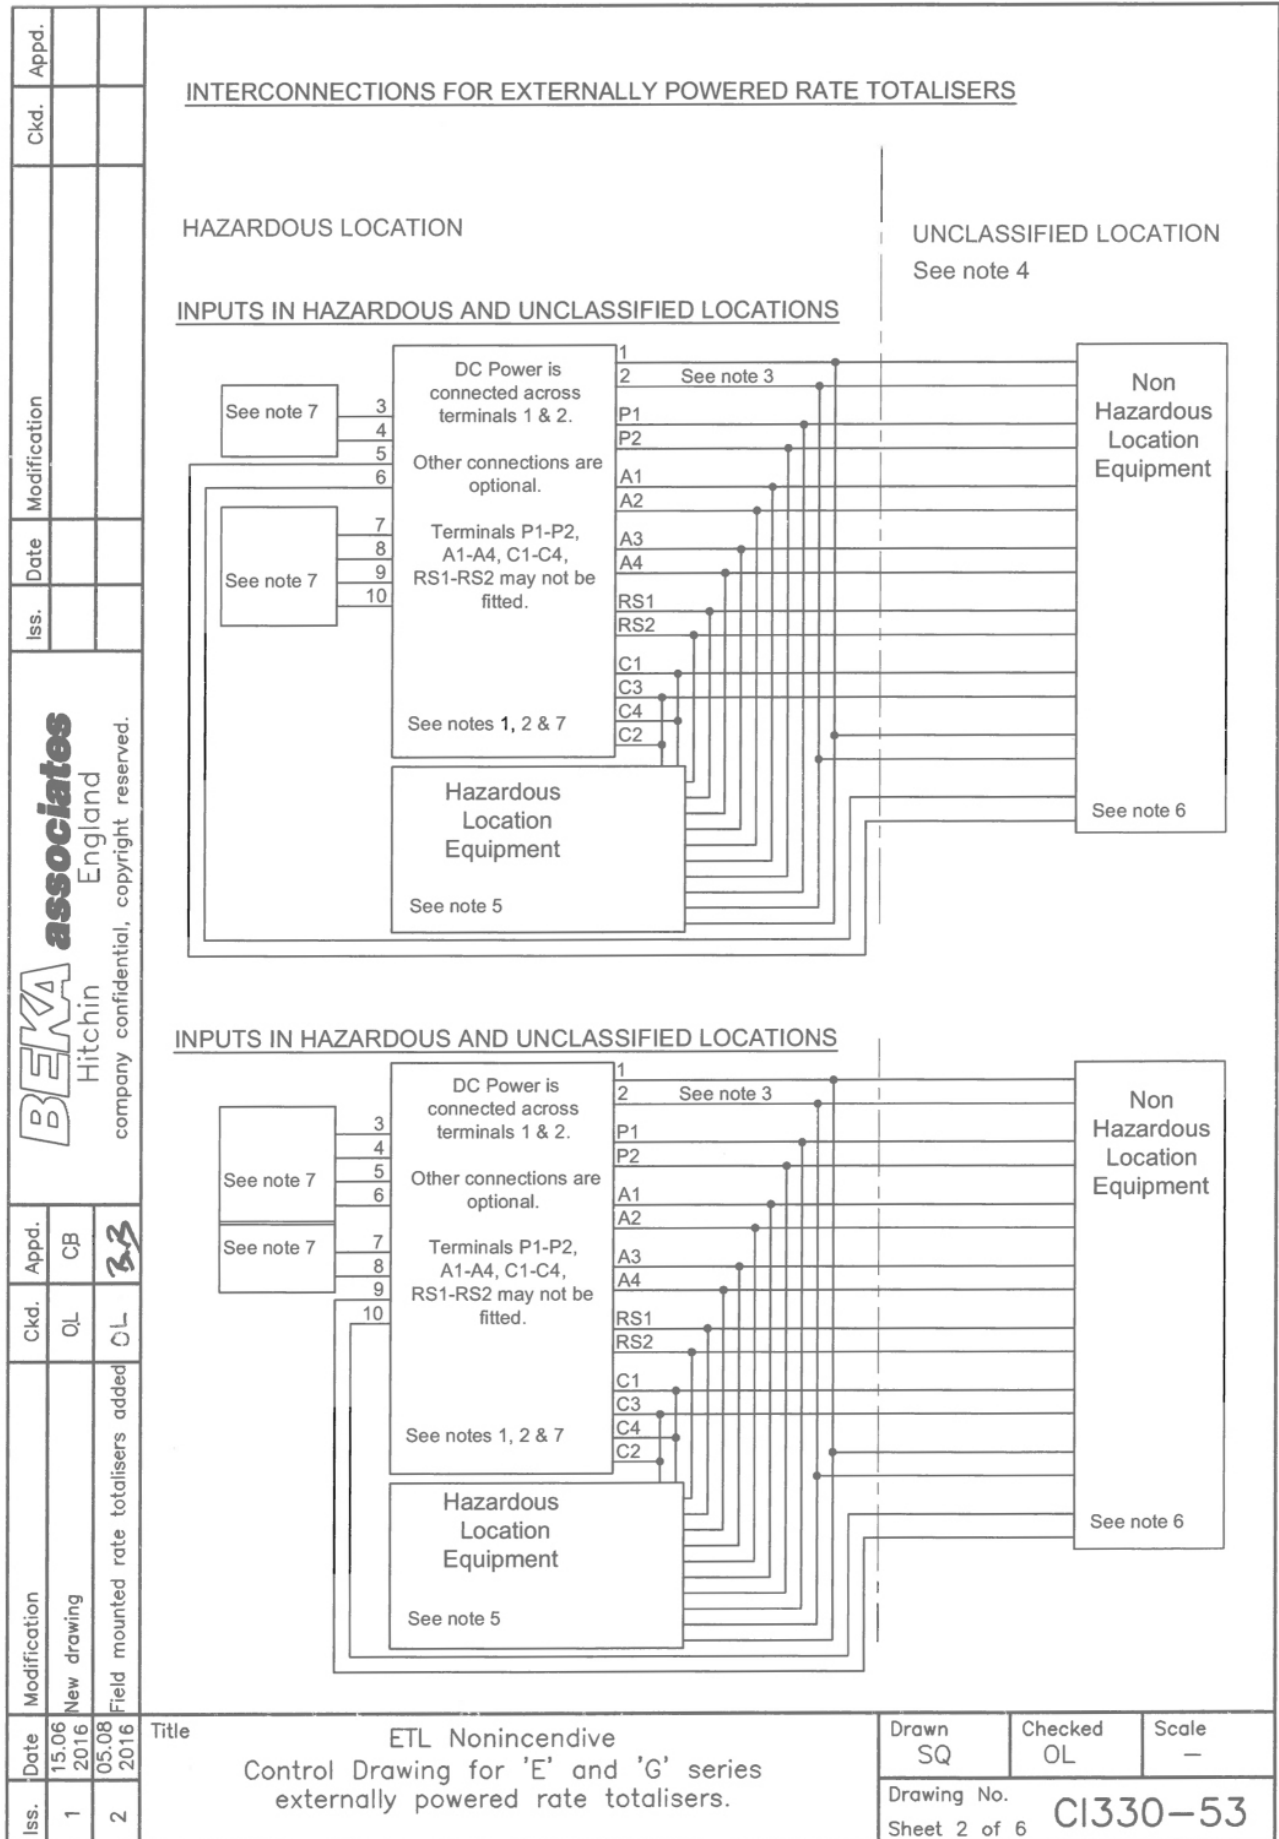 INTERCONNECTIONS FOR EXTERNALLY POWERED RATE TOTALISERS
HAZARDOUS LOCATION
UNCLASSIFIED LOCATION
See note 4
INPUTS IN HAZARDOUS AND UNCLASSIFIED LOCATIONS
See note 7
3
4
5
6
See note 7
7
8
9
10
DC Power is
connected across
terminals 1 & 2.
Other connections are
optional.
Terminals P1-P2,
A1-A4, C1-C4,
RS1-RS2 may not be
fitted.
See notes 1, 2 & 7
1
2
See note 3
P1
P2
A1
A2
A3
A4
RS1
RS2
C1
C3
C4
C2
Non
Hazardous
Location
Equipment
See note 6
Hazardous
Location
Equipment
See note 5
INPUTS IN HAZARDOUS AND UNCLASSIFIED LOCATIONS
See note 7
3
4
5
6
See note 7
7
8
9
10
DC Power is
connected across
terminals 1 & 2.
Other connections are
optional.
Terminals P1-P2,
A1-A4, C1-C4,
RS1-RS2 may not be
fitted.
See notes 1, 2 & 7
1
2
See note 3
P1
P2
A1
A2
A3
A4
RS1
RS2
C1
C3
C4
C2
Non
Hazardous
Location
Equipment
See note 6
Hazardous
Location
Equipment
See note 5
Iss. Date Modification Ckd. Appd.
BEKA associates
Hitchin England
company confidential, copyright reserved.
Iss. Date Modification Ckd. Appd.
1 15.06 2016 New drawing OL CB
2 05.08 2016 Field mounted rate totalisers added OL
Title
ETL Nonincendive
Control Drawing for 'E' and 'G' series
externally powered rate totalisers.
Drawn
SQ
Checked
OL
Scale
—
Drawing No.
CI330-53
Sheet 2 of 6